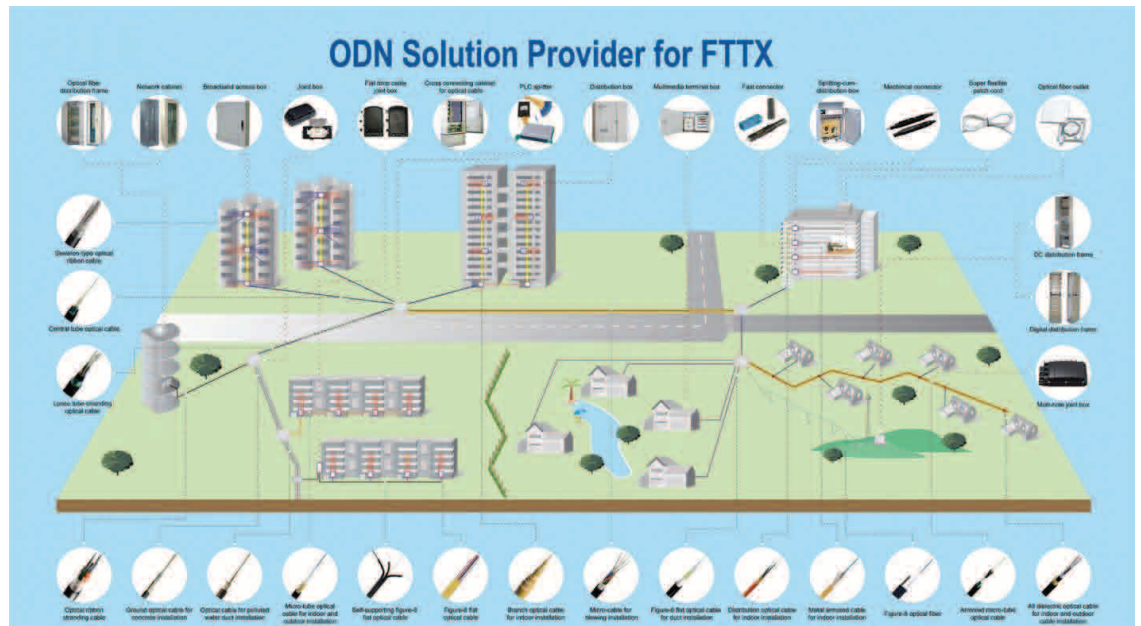 ODN Solution Provider for FTTX
Optical fiber
distribution frame
Network cabinet
Broadband access box
Joint box
Flat drop cable
joint box
Cross connecting cabinet
for optical cable
PLC splitter
Distribution box
Multimedia terminal box
Fast connector
Splitting-cum-
distribution box
Mechnical connector
Super flexible
patch cord
Optical fiber outlet
Skeleton type optical
ribbon cable
Central tube optical cable
Loose tube stranding
optical cable
DC distribution frame
Digital distribution frame
Multi-hole joint box
Optical ribbon
stranding cable
Ground optical cable for
concrete installation
Optical cable for polluted
water duct installation
Micro-tube optical
cable for indoor and
outdoor installation
Self-supporting figure-8
flat optical cable
Figure-8 flat
optical cable
Branch optical cable
for indoor installation
Micro-cable for
blowing installation
Figure-8 flat optical cable
for duct installation
Distribution optical cable
for indoor installation
Metal armored cable
for indoor installation
Figure-8 optical fiber
Armored micro-tube
optical cable
All dielectric optical cable
for indoor and outdoor
cable installation